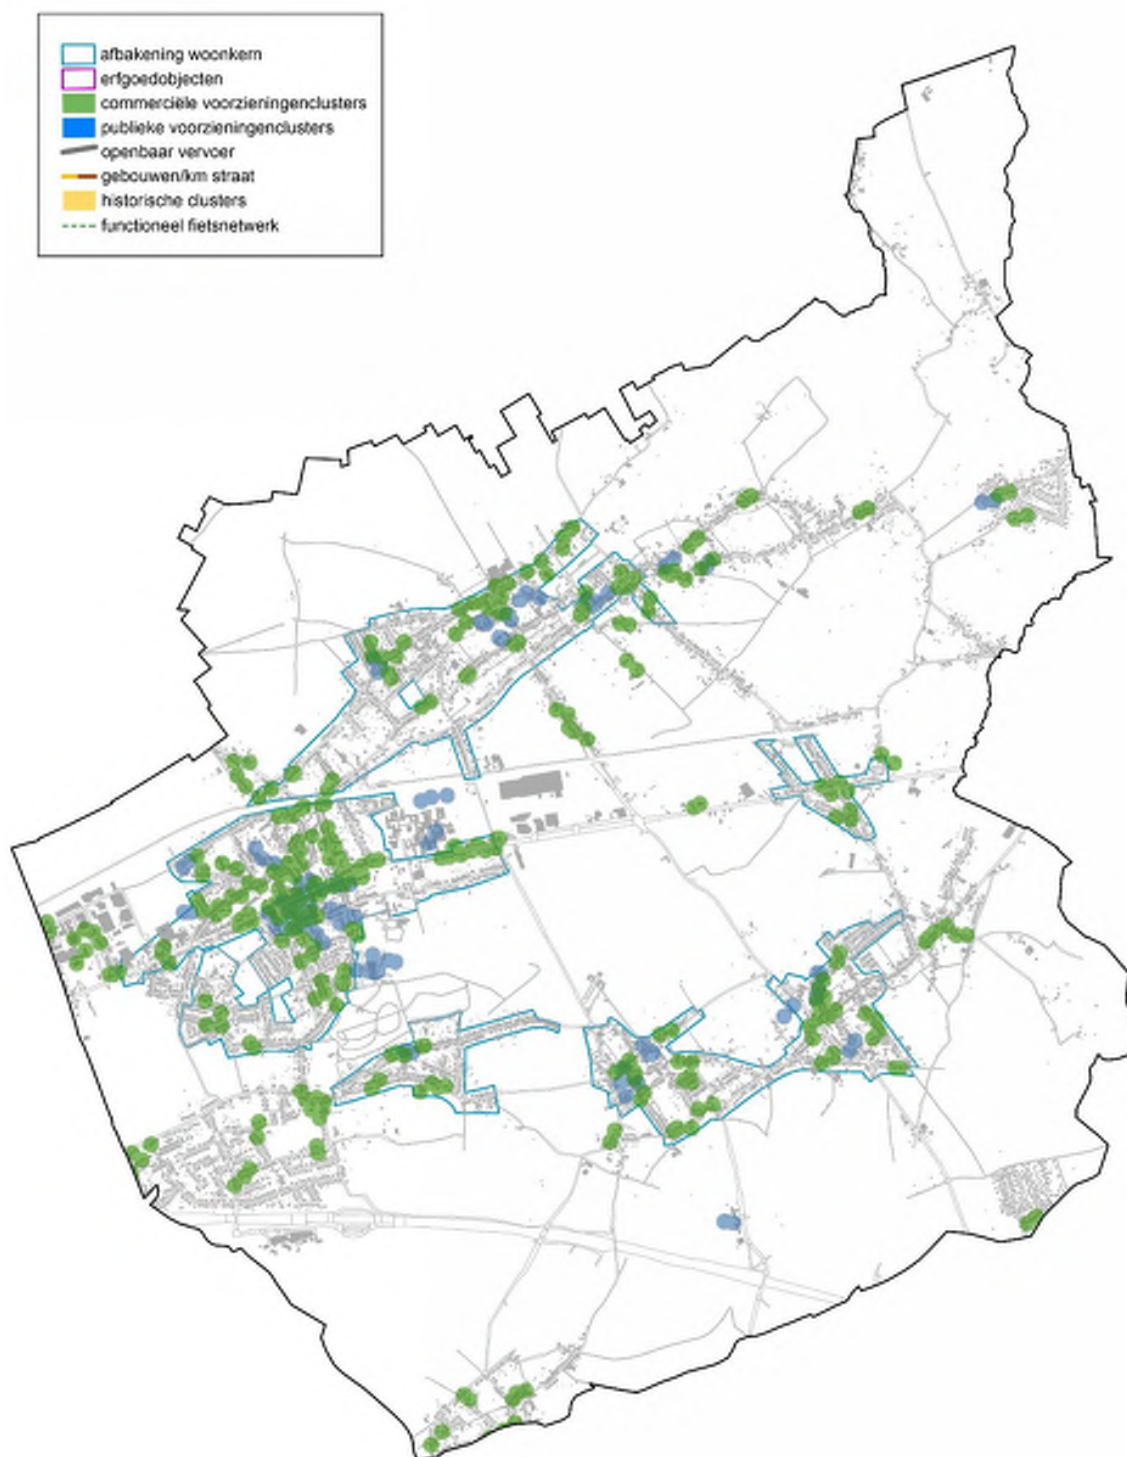 afbakening woonkern
erfgoedobjecten
commerciële voorzieningenclusters
publieke voorzieningenclusters
openbaar vervoer
gebouwen/km straat
historische clusters
functioneel fietsnetwerk